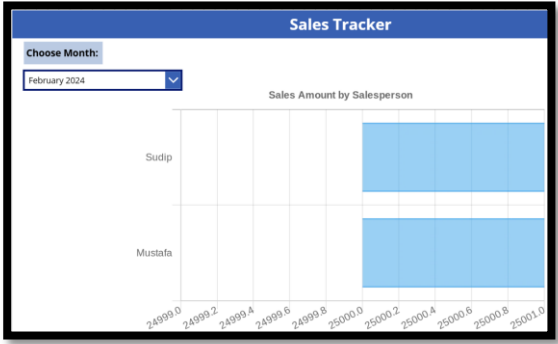 Sales Tracker
Choose Month:
February 2024
Sales Amount by Salesperson
Sudip
Mustafa
24999.0 24999.2 24999.4 24999.6 24999.8 25000.0 25000.2 25000.4 25000.6 25000.8 25001.0